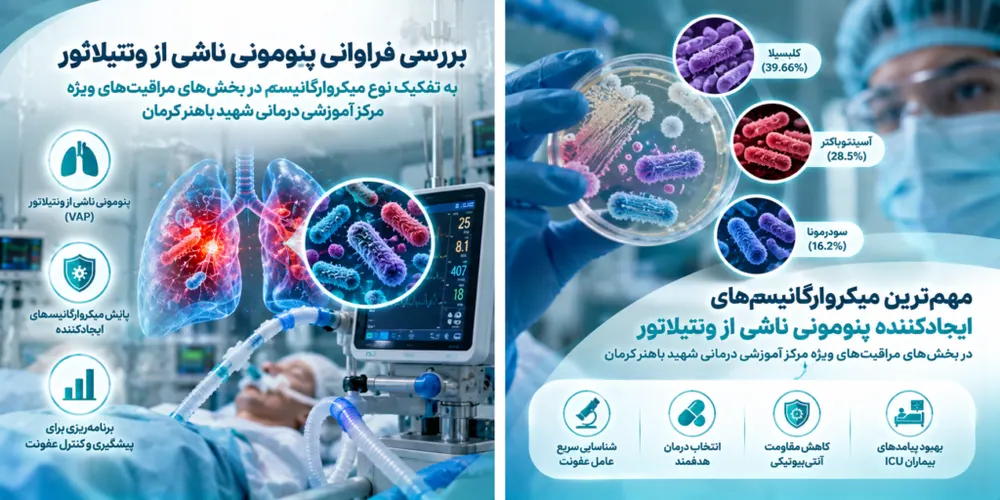 بررسی فراوانی پنومونی ناشی از ونتیلاتور
به تفکیک نوع میکروارگانیسم در بخش‌های مراقبت‌های ویژه
مرکز آموزشی درمانی شهید باهنر کرمان
پنومونی ناشی از ونتیلاتور
(VAP)
پایش میکروارگانیسم‌های
ایجادکننده
برنامه‌ریزی برای
پیشگیری و کنترل عفونت
25
8.1
407
18
کلبسیلا
(39.66%)
آسینتوباکتر
(28.5%)
سودرمونا
(16.2%)
مهم‌ترین میکروارگانیسم‌های
ایجادکننده پنومونی ناشی از ونتیلاتور
در بخش‌های مراقبت‌های ویژه مرکز آموزشی درمانی شهید باهنر کرمان
بهبود پیامدهای
بیماران ICU
کاهش مقاومت
آنتی‌بیوتیکی
انتخاب درمان
هدفمند
شناسایی سریع
عامل عفونت